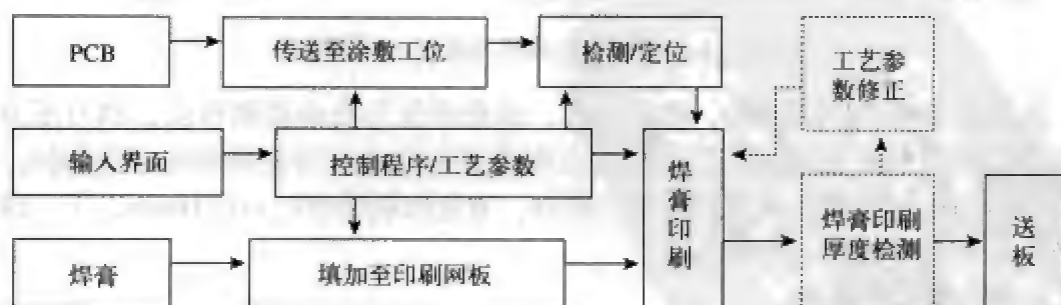 PCB
传送至涂敷工位
检测/定位
工艺参
数修正
输入界面
控制程序/工艺参数
焊
膏
印
刷
焊膏印刷
厚度检测
送
板
焊膏
填加至印刷网板